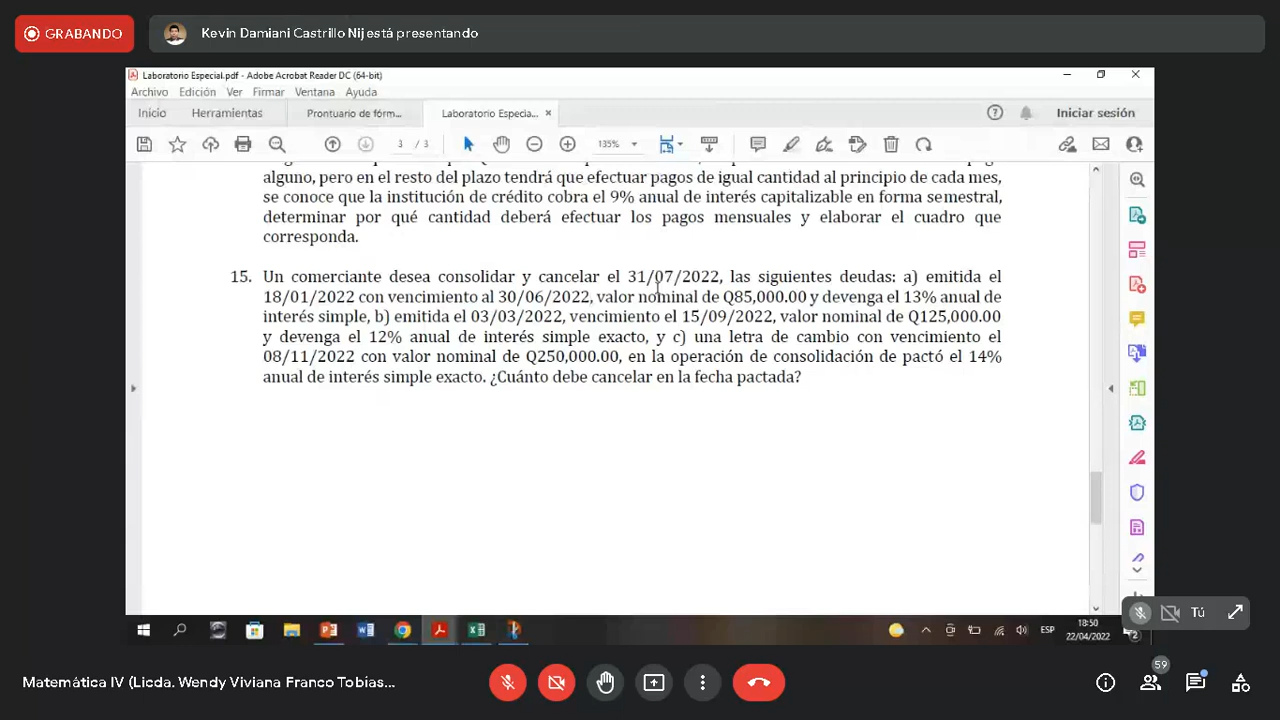 GRABANDO
Kevin Damiani Castrillo Nij está presentando
Laboratorio Especial.pdf - Adobe Acrobat Reader DC (64-bit)
Archivo Edición Ver Firmar Ventana Ayuda
Inicio Herramientas Prontuario de fórm... Laboratorio Especia... Iniciar sesión
3 / 3 135%
alguno, pero en el resto del plazo tendrá que efectuar pagos de igual cantidad al principio de cada mes,
se conoce que la institución de crédito cobra el 9% anual de interés capitalizable en forma semestral,
determinar por qué cantidad deberá efectuar los pagos mensuales y elaborar el cuadro que
corresponda.
15. Un comerciante desea consolidar y cancelar el 31/07/2022, las siguientes deudas: a) emitida el
18/01/2022 con vencimiento al 30/06/2022, valor nominal de Q85,000.00 y devenga el 13% anual de
interés simple, b) emitida el 03/03/2022, vencimiento el 15/09/2022, valor nominal de Q125,000.00
y devenga el 12% anual de interés simple exacto, y c) una letra de cambio con vencimiento el
08/11/2022 con valor nominal de Q250,000.00, en la operación de consolidación de pactó el 14%
anual de interés simple exacto. ¿Cuánto debe cancelar en la fecha pactada?
Tú
ESP
18:50
22/04/2022
2
59
Matemática IV (Licda. Wendy Viviana Franco Tobias...